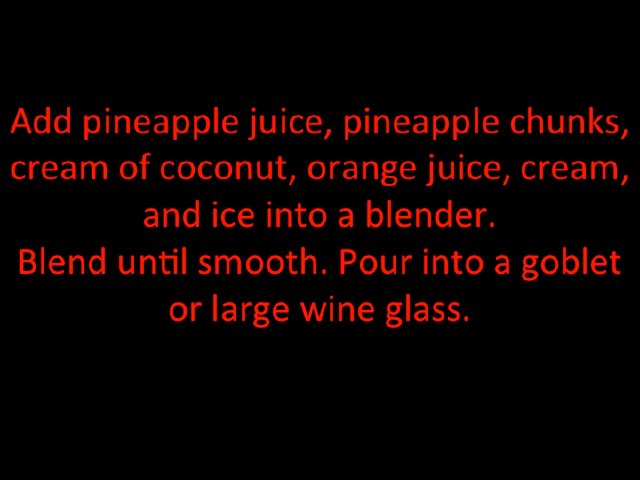 Add pineapple juice, pineapple chunks,
cream of coconut, orange juice, cream,
and ice into a blender.
Blend until smooth. Pour into a goblet
or large wine glass.